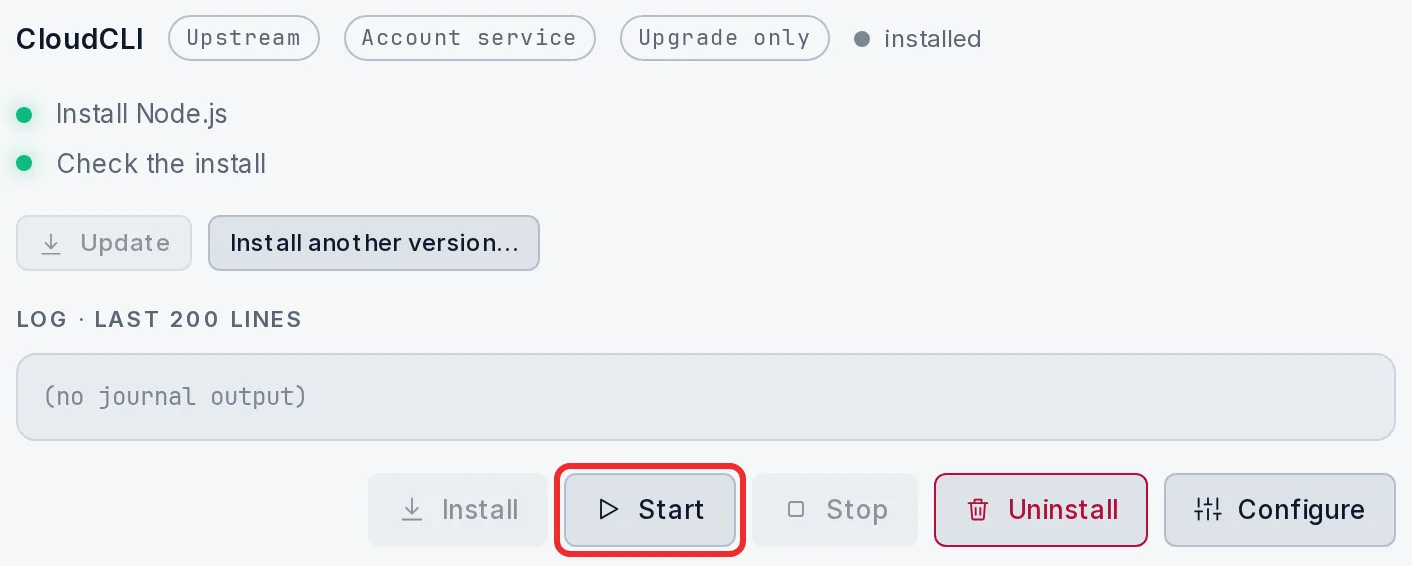 CloudCLI Upstream Account service Upgrade only installed
Install Node.js
Check the install
Update Install another version...
LOG · LAST 200 LINES
(no journal output)
Install Start Stop Uninstall Configure